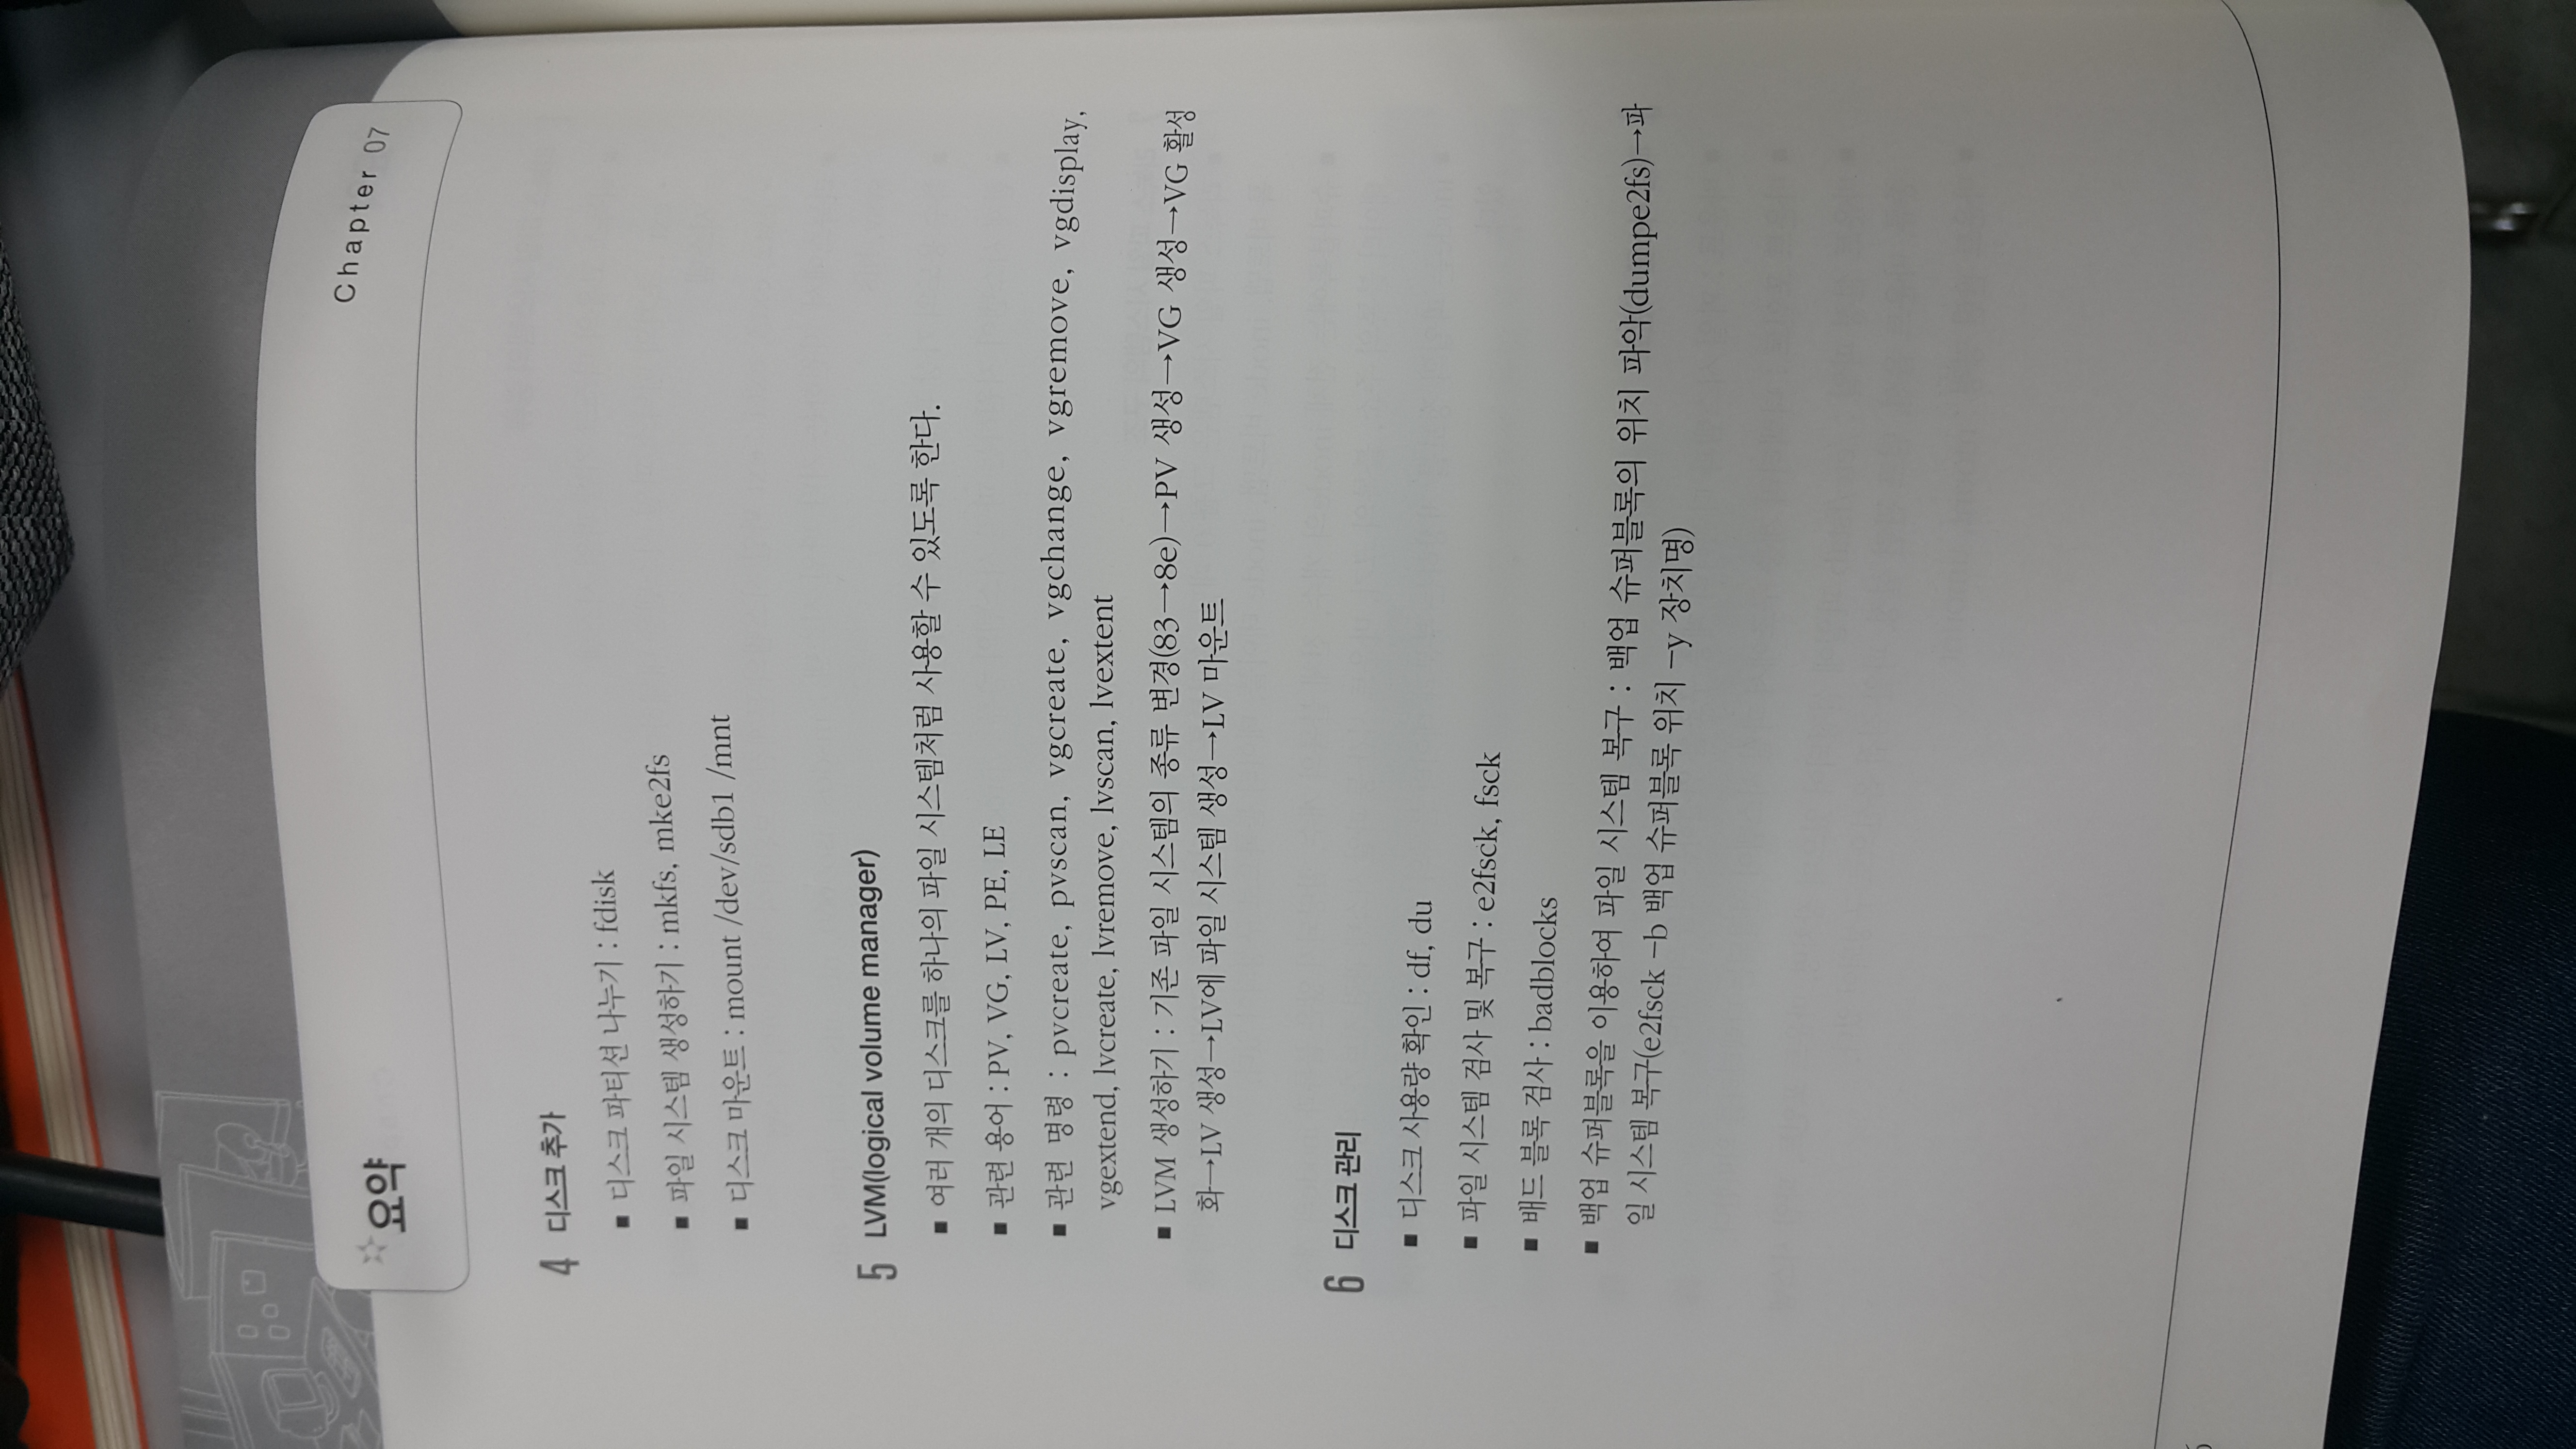 요약
Chapter 07
4 디스크 추가
■ 디스크 파티션 나누기 : fdisk
■ 파일 시스템 생성하기 : mkfs, mke2fs
■ 디스크 마운트 : mount /dev/sdb1 /mnt
5 LVM(logical volume manager)
■ 여러 개의 디스크를 하나의 파일 시스템처럼 사용할 수 있도록 한다.
■ 관련 용어 : PV, VG, LV, PE, LE
■ 관련 명령 : pvcreate, pvscan, vgcreate, vgchange, vgremove, vgdisplay,
vgextend, lvcreate, lvremove, lvscan, lvextent
■ LVM 생성하기 : 기존 파일 시스템의 종류 변경(83→8e)→PV 생성→VG 생성→VG 활성
화→LV 생성→LV에 파일 시스템 생성→LV 마운트
6 디스크 관리
■ 디스크 사용량 확인 : df, du
■ 파일 시스템 검사 및 복구 : e2fsck, fsck
■ 배드 블록 검사 : badblocks
■ 백업 슈퍼블록을 이용하여 파일 시스템 복구 : 백업 슈퍼블록의 위치 파악(dumpe2fs)→파
일 시스템 복구(e2fsck –b 백업 슈퍼블록 위치 –y 장치명)